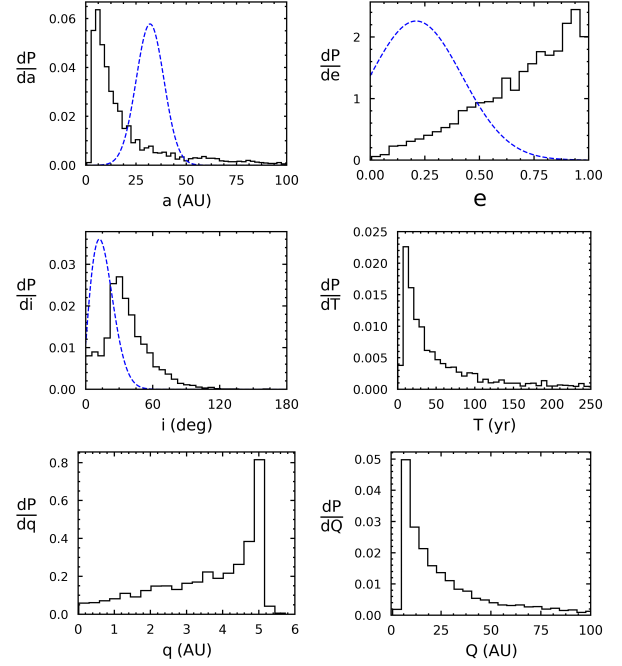 dP
da
0.06
0.04
0.02
0.00
0 25 50 75 100
a (AU)
dP
de
2
1
0
0.00 0.25 0.50 0.75 1.00
e
dP
di
0.03
0.02
0.01
0.00
0 60 120 180
i (deg)
dP
dT
0.025
0.020
0.015
0.010
0.005
0.000
0 50 100 150 200 250
T (yr)
dP
dq
0.8
0.6
0.4
0.2
0.0
0 1 2 3 4 5 6
q (AU)
dP
dQ
0.05
0.04
0.03
0.02
0.01
0.00
0 25 50 75 100
Q (AU)